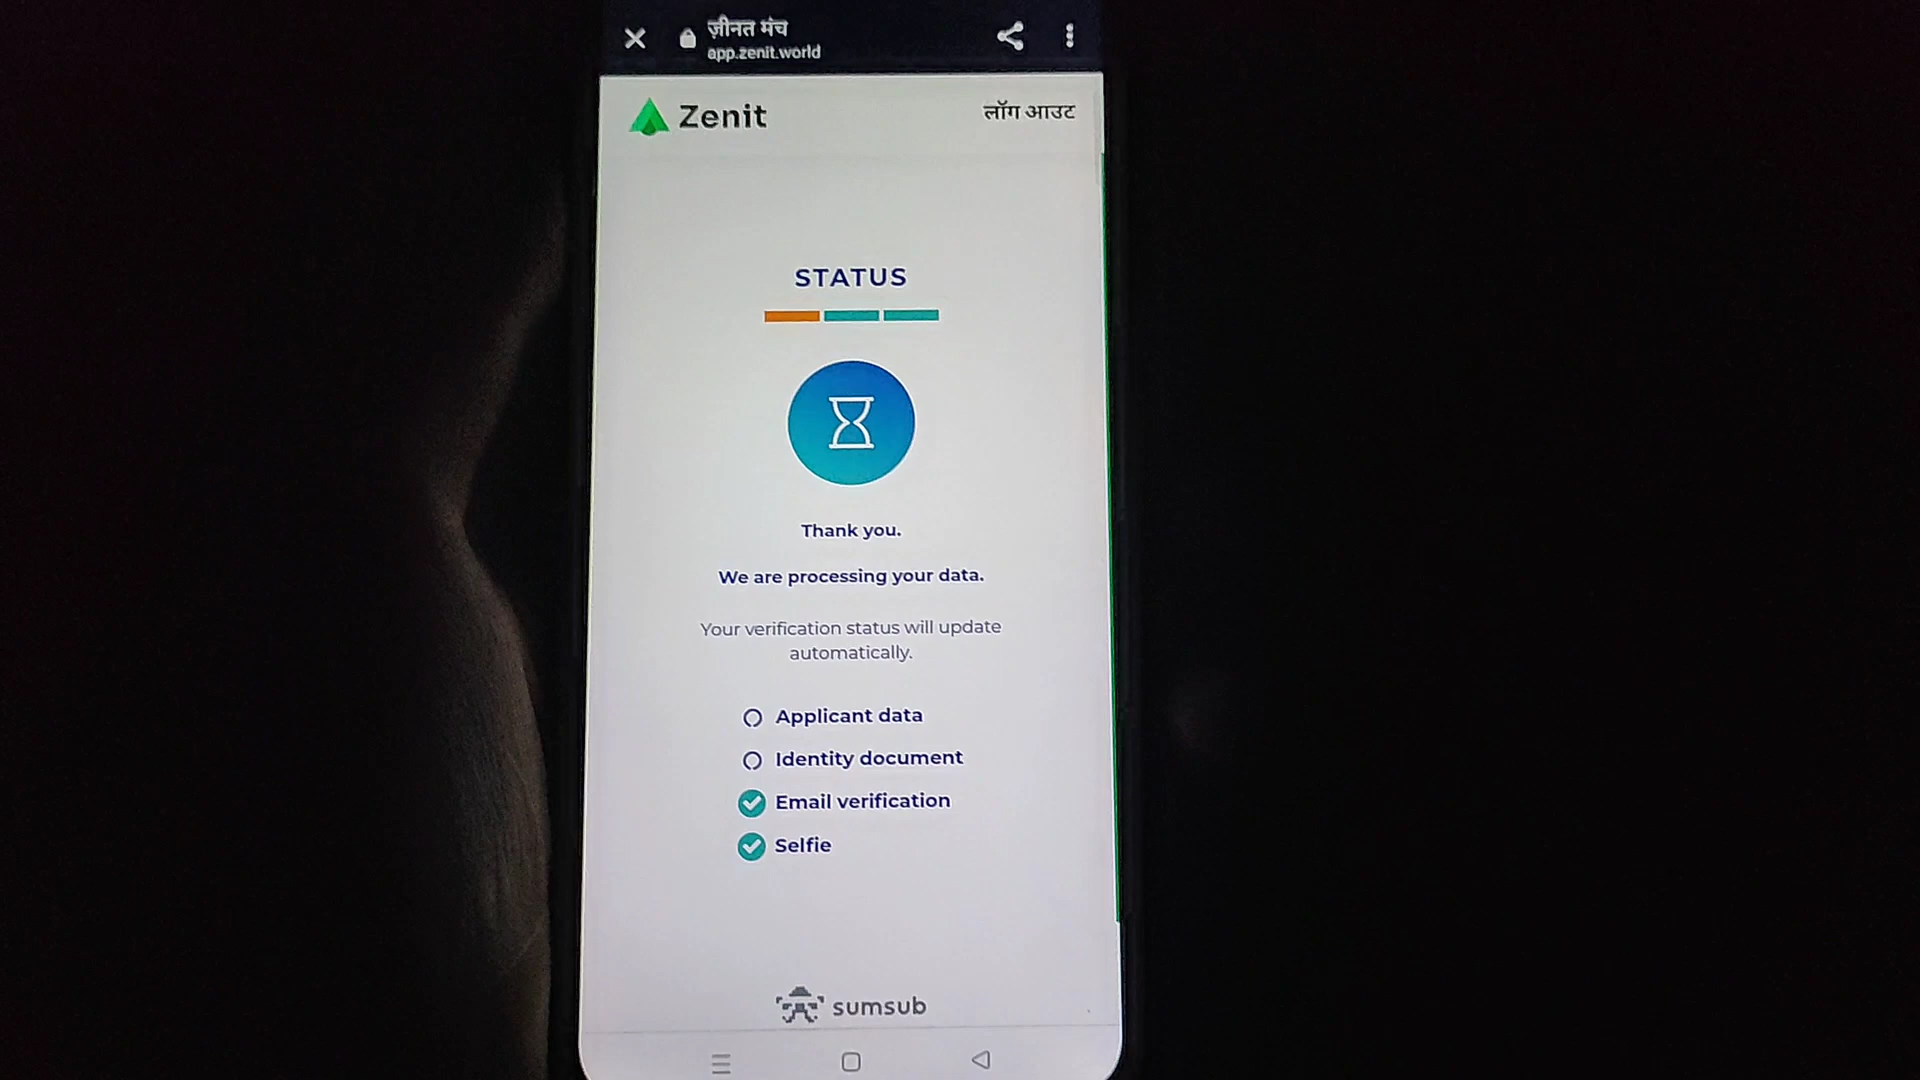 ज़ीनत मंच
app.zenit.world
Zenit
लॉग आउट
STATUS
Thank you.
We are processing your data.
Your verification status will update
automatically.
Applicant data
Identity document
Email verification
Selfie
sumsub